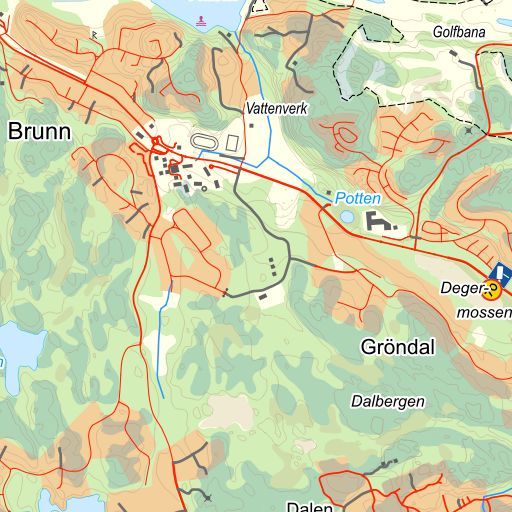 Golfbana
Vattenverk
Brunn
Potten
Deger-
mossen
Gröndal
Dalbergen
Dalen